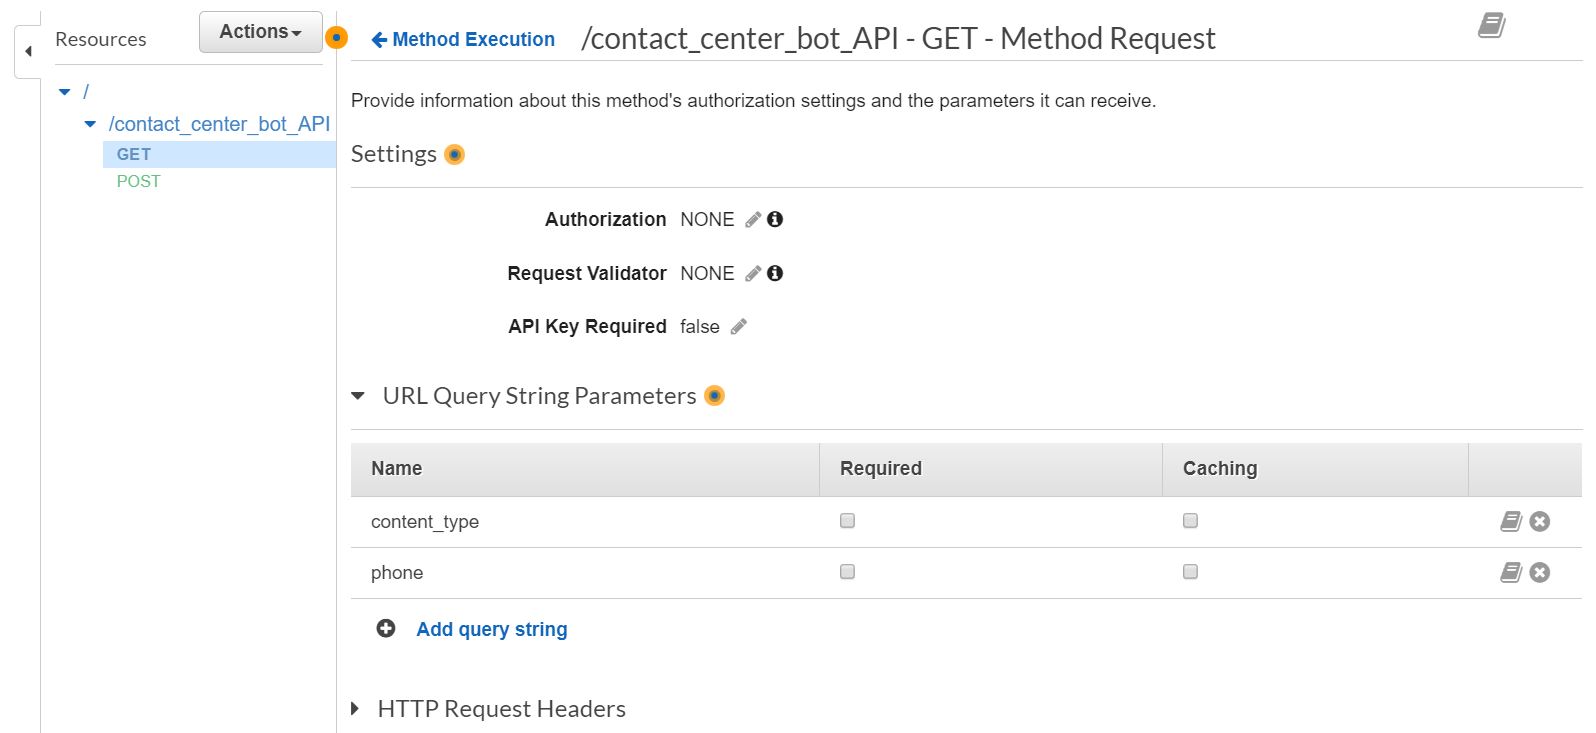 Resources
Actions
Method Execution
/contact_center_bot_API - GET - Method Request
/
/contact_center_bot_API
GET
POST
Provide information about this method's authorization settings and the parameters it can receive.
Settings
Authorization NONE
Request Validator NONE
API Key Required false
URL Query String Parameters
Name Required Caching
content_type
phone
Add query string
HTTP Request Headers